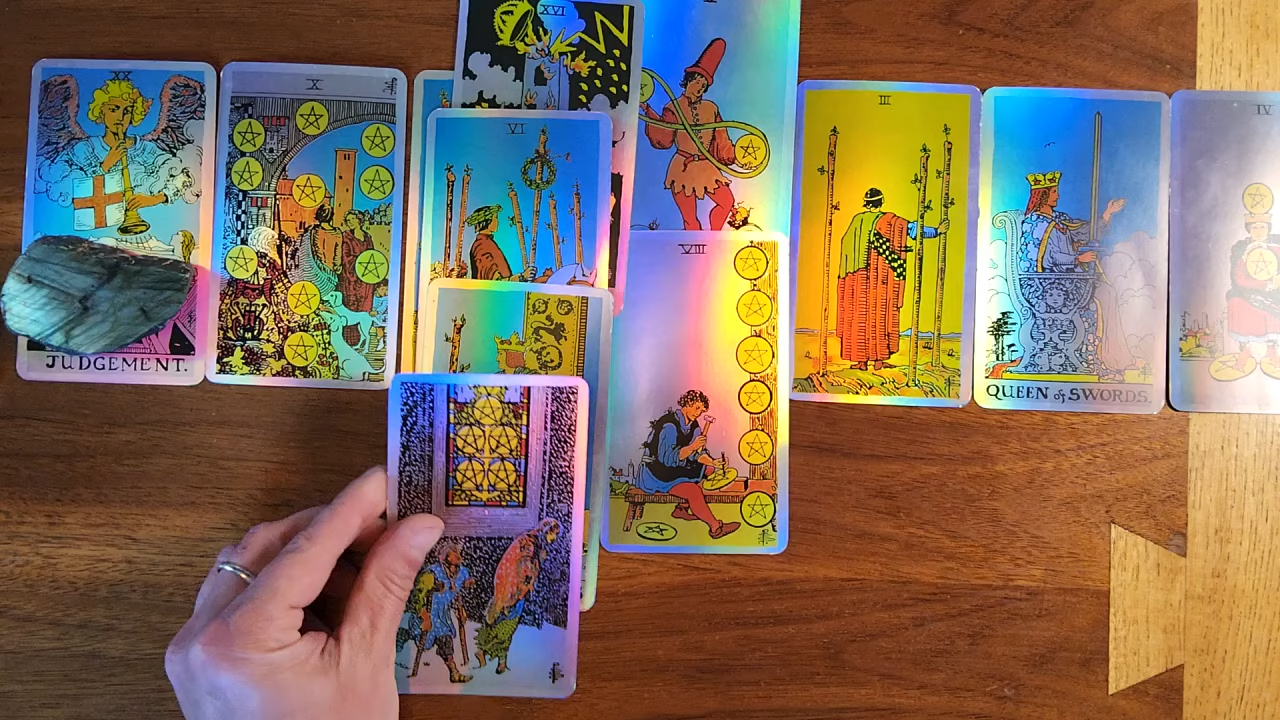 XX
JUDGEMENT.
X
XVI
VI
VIII
III
QUEEN of SWORDS.
IV